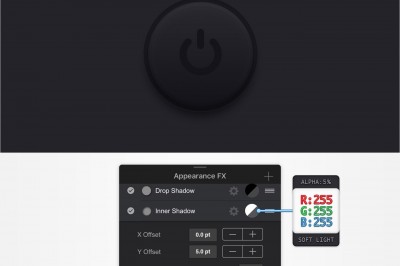 Appearance FX
Drop Shadow
Inner Shadow
X Offset
0.0 pt
Y Offset
5.0 pt
ALPHA:5%
R:255
G:255
B:255
SOFT LIGHT